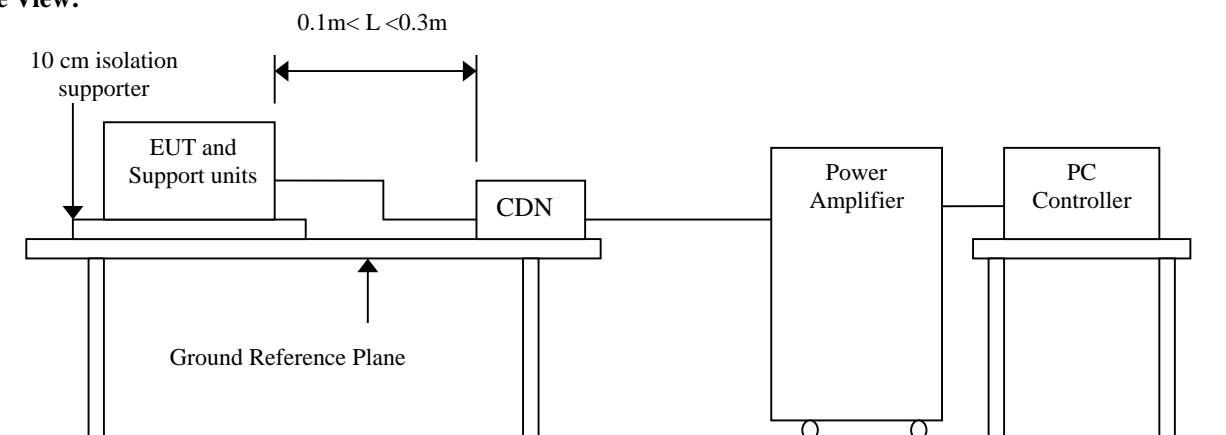 View:
0.1m< L <0.3m
10 cm isolation
supporter
EUT and
Support units
CDN
Power
Amplifier
PC
Controller
Ground Reference Plane